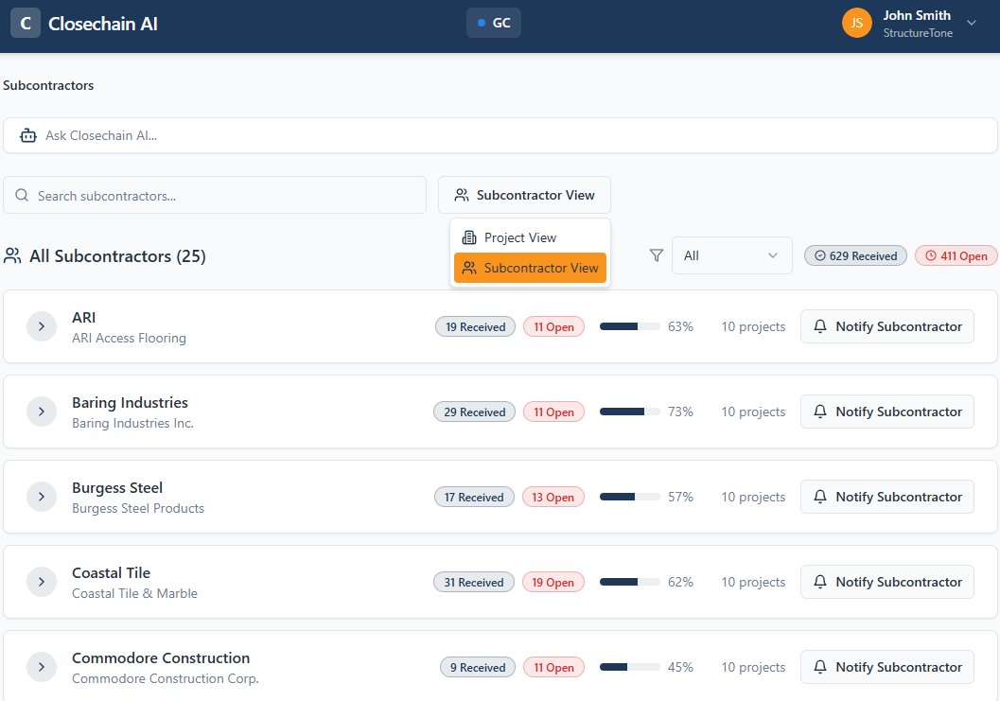 C Closechain AI
GC
JS
John Smith
StructureTone
Subcontractors
Ask Closechain AI...
Search subcontractors...
Subcontractor View
Project View
Subcontractor View
All Subcontractors (25)
All
629 Received
411 Open
ARI
ARI Access Flooring
19 Received
11 Open
63%
10 projects
Notify Subcontractor
Baring Industries
Baring Industries Inc.
29 Received
11 Open
73%
10 projects
Notify Subcontractor
Burgess Steel
Burgess Steel Products
17 Received
13 Open
57%
10 projects
Notify Subcontractor
Coastal Tile
Coastal Tile & Marble
31 Received
19 Open
62%
10 projects
Notify Subcontractor
Commodore Construction
Commodore Construction Corp.
9 Received
11 Open
45%
10 projects
Notify Subcontractor